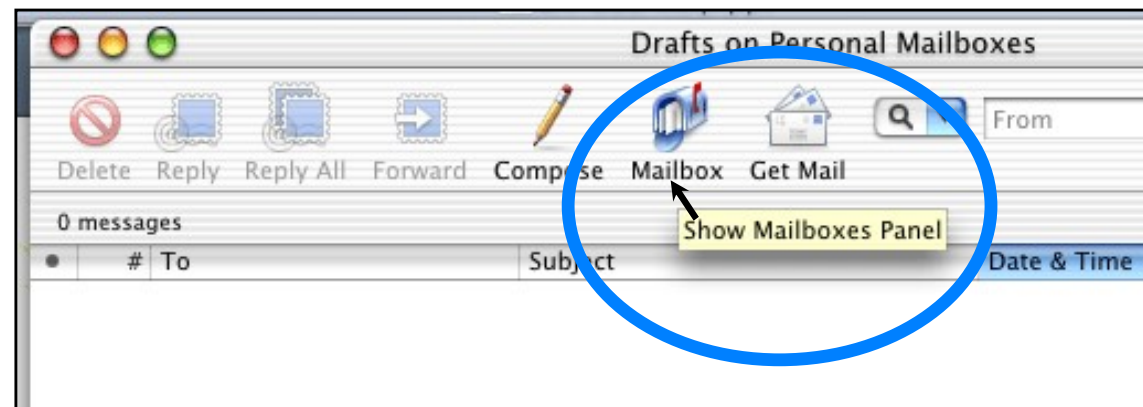 Drafts on Personal Mailboxes
From
Delete Reply Reply All Forward Compose Mailbox Get Mail
0 messages
Show Mailboxes Panel
# To Subject Date & Time